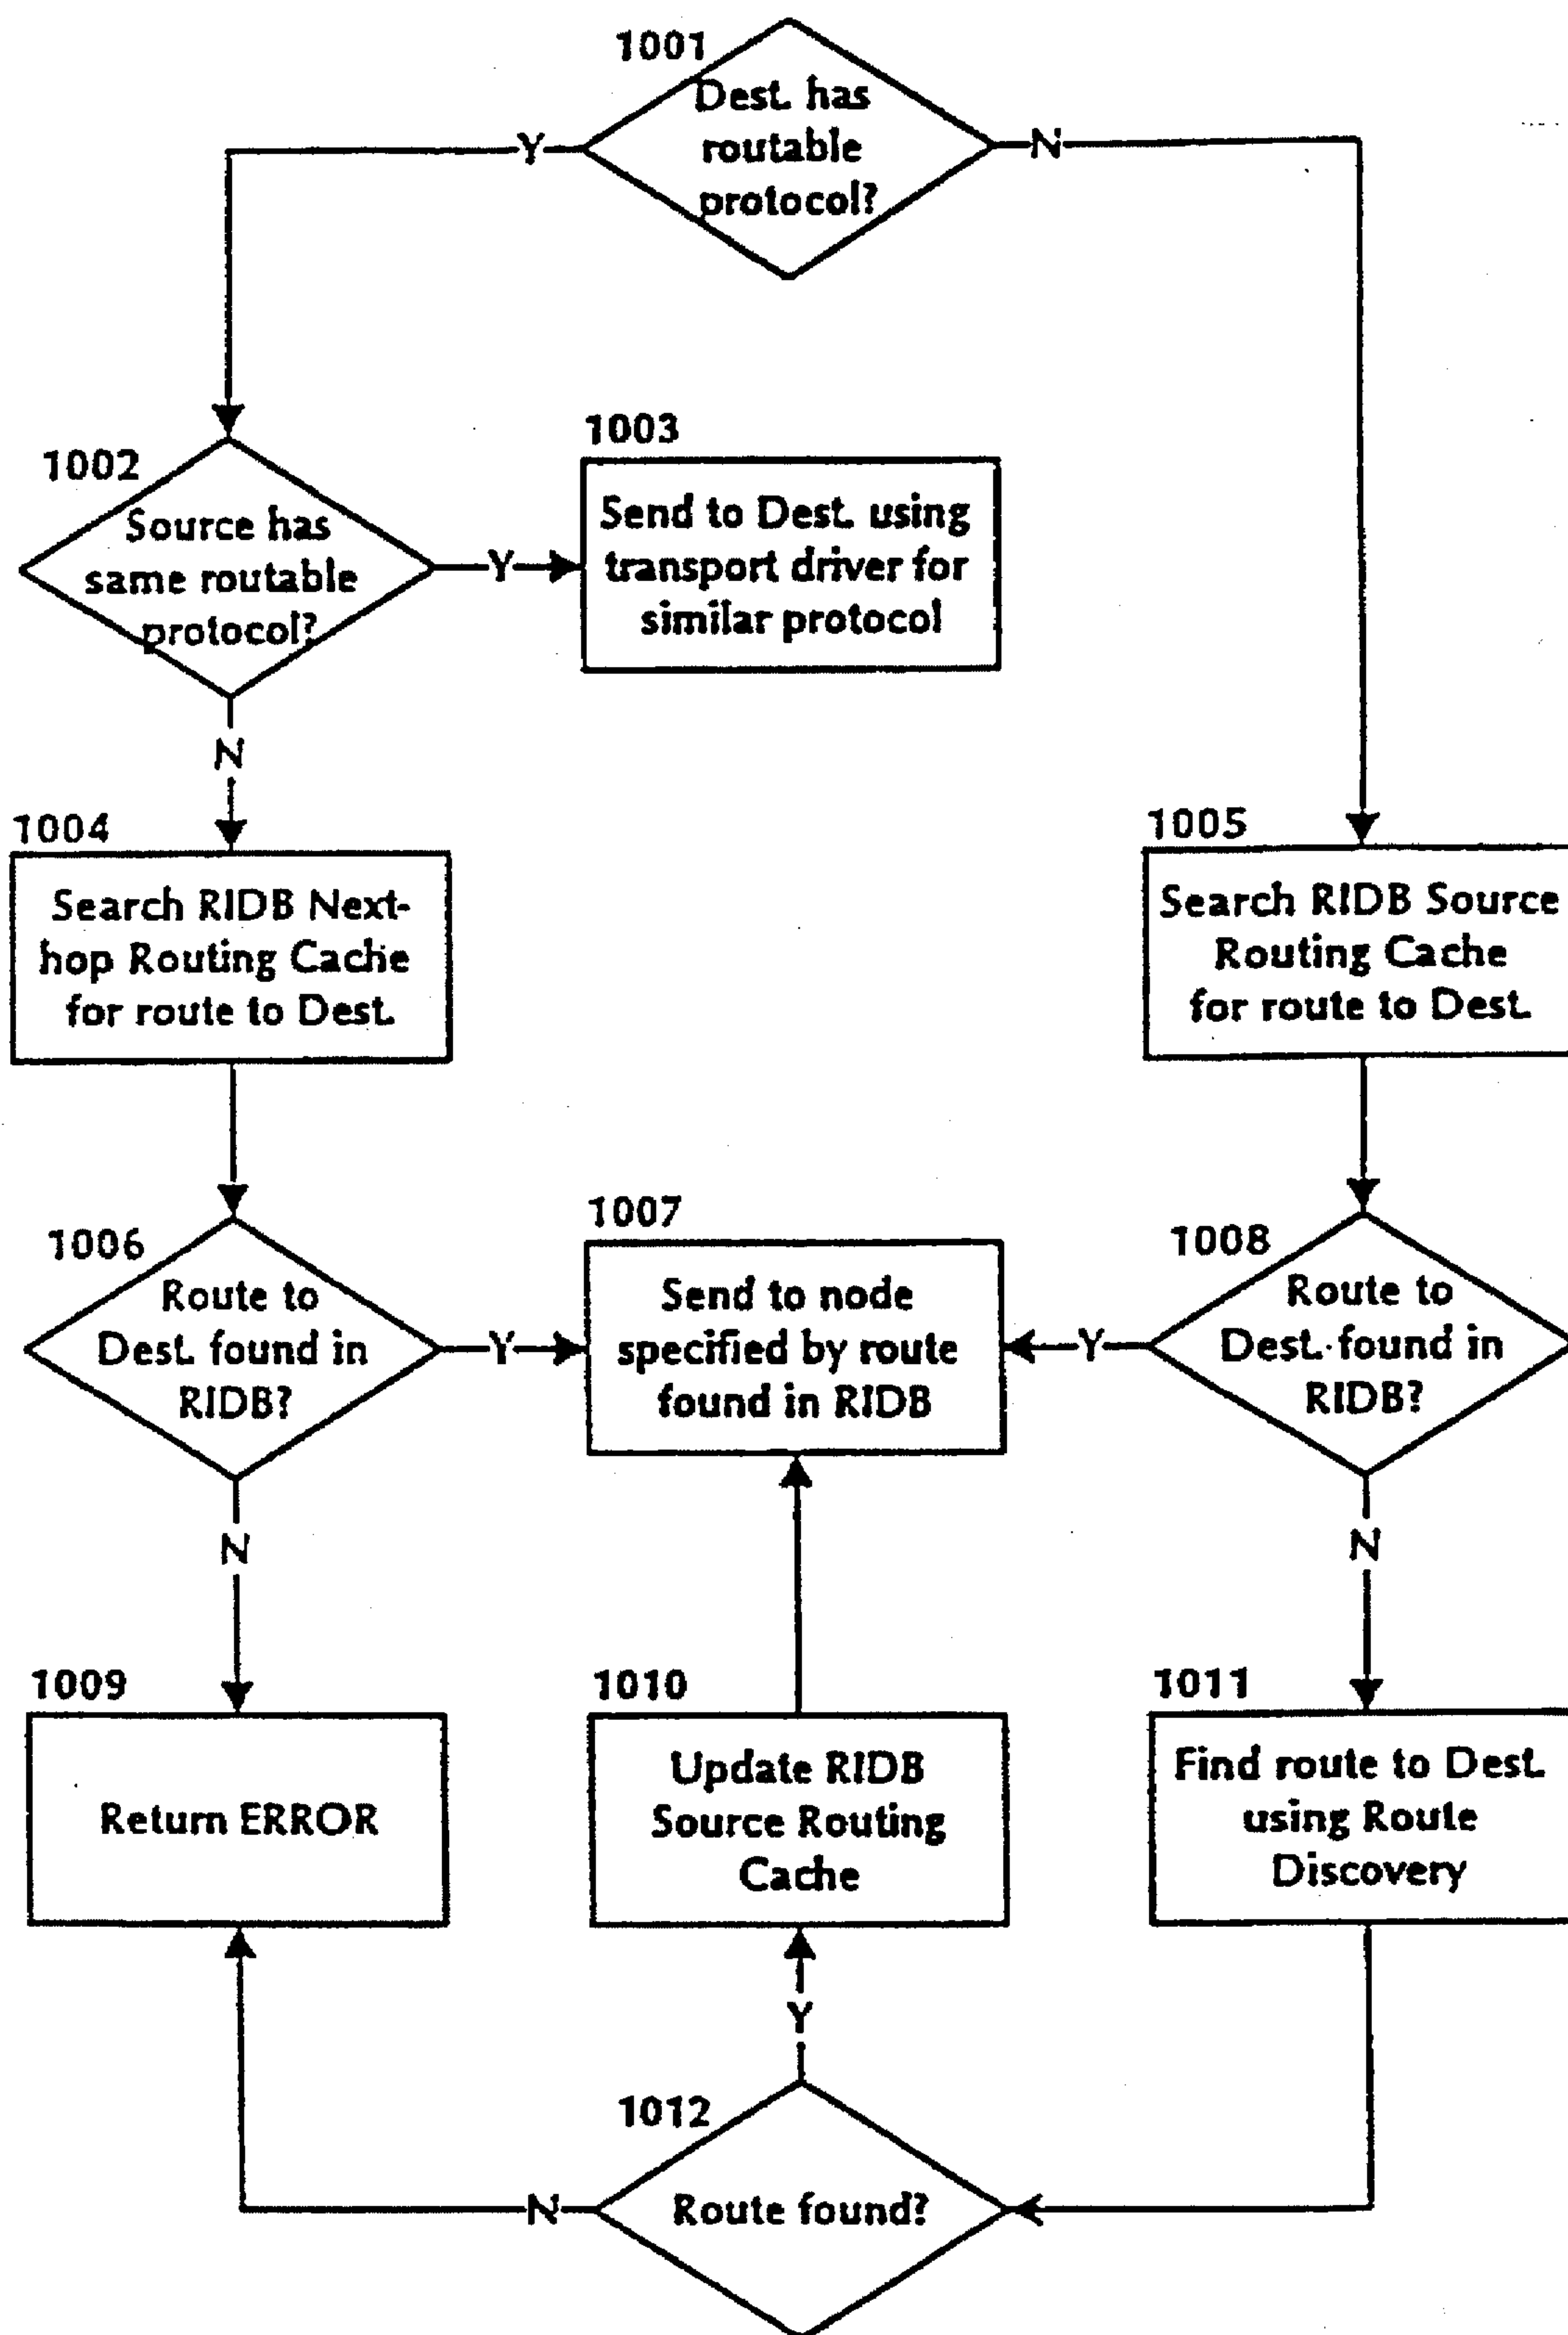 1001
Dest. has
routable
protocol?
Y
N
1002
Source has
same routable
protocol?
Y
N
1003
Send to Dest. using
transport driver for
similar protocol
1004
Search RIDB Next-
hop Routing Cache
for route to Dest.
1005
Search RIDB Source
Routing Cache
for route to Dest.
1006
Route to
Dest. found in
RIDB?
Y
N
1007
Send to node
specified by route
found in RIDB
1008
Route to
Dest. found in
RIDB?
Y
N
1009
Return ERROR
1010
Update RIDB
Source Routing
Cache
1011
Find route to Dest.
using Route
Discovery
Y
1012
Route found?
N